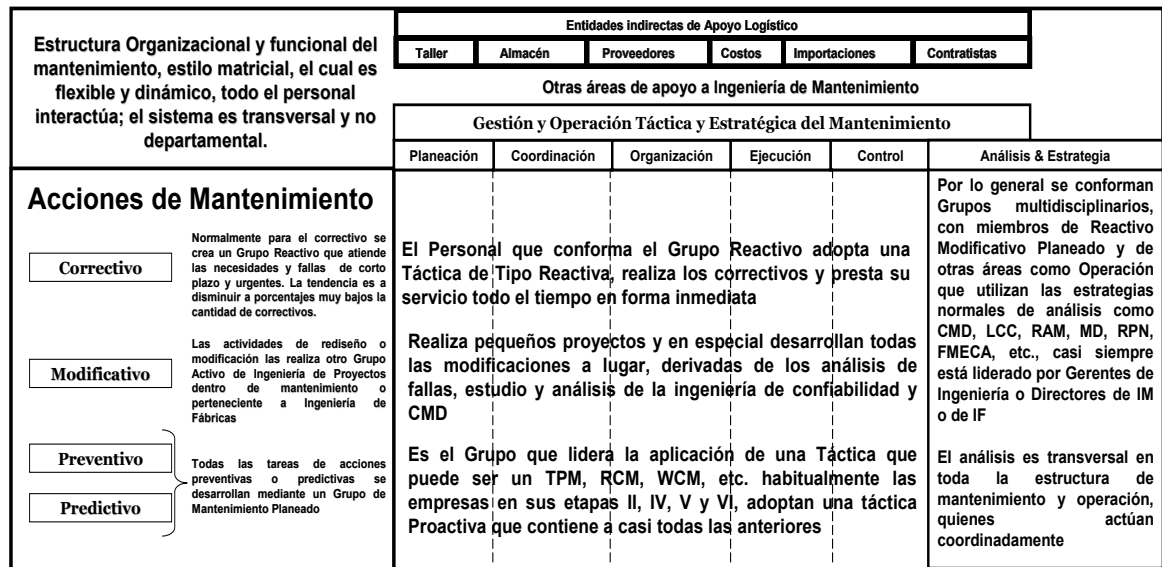 Estructura Organizacional y funcional del
mantenimiento, estilo matricial, el cual es
flexible y dinámico, todo el personal
interactúa; el sistema es transversal y no
departamental.
Entidades indirectas de Apoyo Logístico
Taller Almacén Proveedores Costos Importaciones Contratistas
Otras áreas de apoyo a Ingeniería de Mantenimiento
Gestión y Operación Táctica y Estratégica del Mantenimiento
Planeación Coordinación Organización Ejecución Control Análisis & Estrategia
Acciones de Mantenimiento
Correctivo
Normalmente para el correctivo se
crea un Grupo Reactivo que atiende
las necesidades y fallas de corto
plazo y urgentes. La tendencia es a
disminuir a porcentajes muy bajos la
cantidad de correctivos.
El Personal que conforma el Grupo Reactivo adopta una
Táctica de Tipo Reactiva, realiza los correctivos y presta su
servicio todo el tiempo en forma inmediata
Modificativo
Las actividades de rediseño o
modificación las realiza otro Grupo
Activo de Ingeniería de Proyectos
dentro de mantenimiento o
perteneciente a Ingeniería de
Fábricas
Realiza pequeños proyectos y en especial desarrollan todas
las modificaciones a lugar, derivadas de los análisis de
fallas, estudio y análisis de la ingeniería de confiabilidad y
CMD
Preventivo
Predictivo
Todas las tareas de acciones
preventivas o predictivas se
desarrollan mediante un Grupo de
Mantenimiento Planeado
Es el Grupo que lidera la aplicación de una Táctica que
puede ser un TPM, RCM, WCM, etc. habitualmente las
empresas en sus etapas II, IV, V y VI, adoptan una táctica
Proactiva que contiene a casi todas las anteriores
Por lo general se conforman
Grupos multidisciplinarios,
con miembros de Reactivo
Modificativo Planeado y de
otras áreas como Operación
que utilizan las estrategias
normales de análisis como
CMD, LCC, RAM, MD, RPN,
FMECA, etc., casi siempre
está liderado por Gerentes de
Ingeniería o Directores de IM
o de IF
El análisis es transversal en
toda la estructura de
mantenimiento y operación,
quienes actúan
coordinadamente